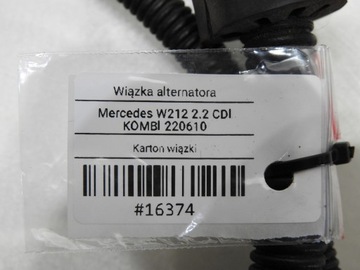 Wiązka alternatora
Mercedes W212 2.2 CDI
KOMBI 220610
Karton wiązki
#16374